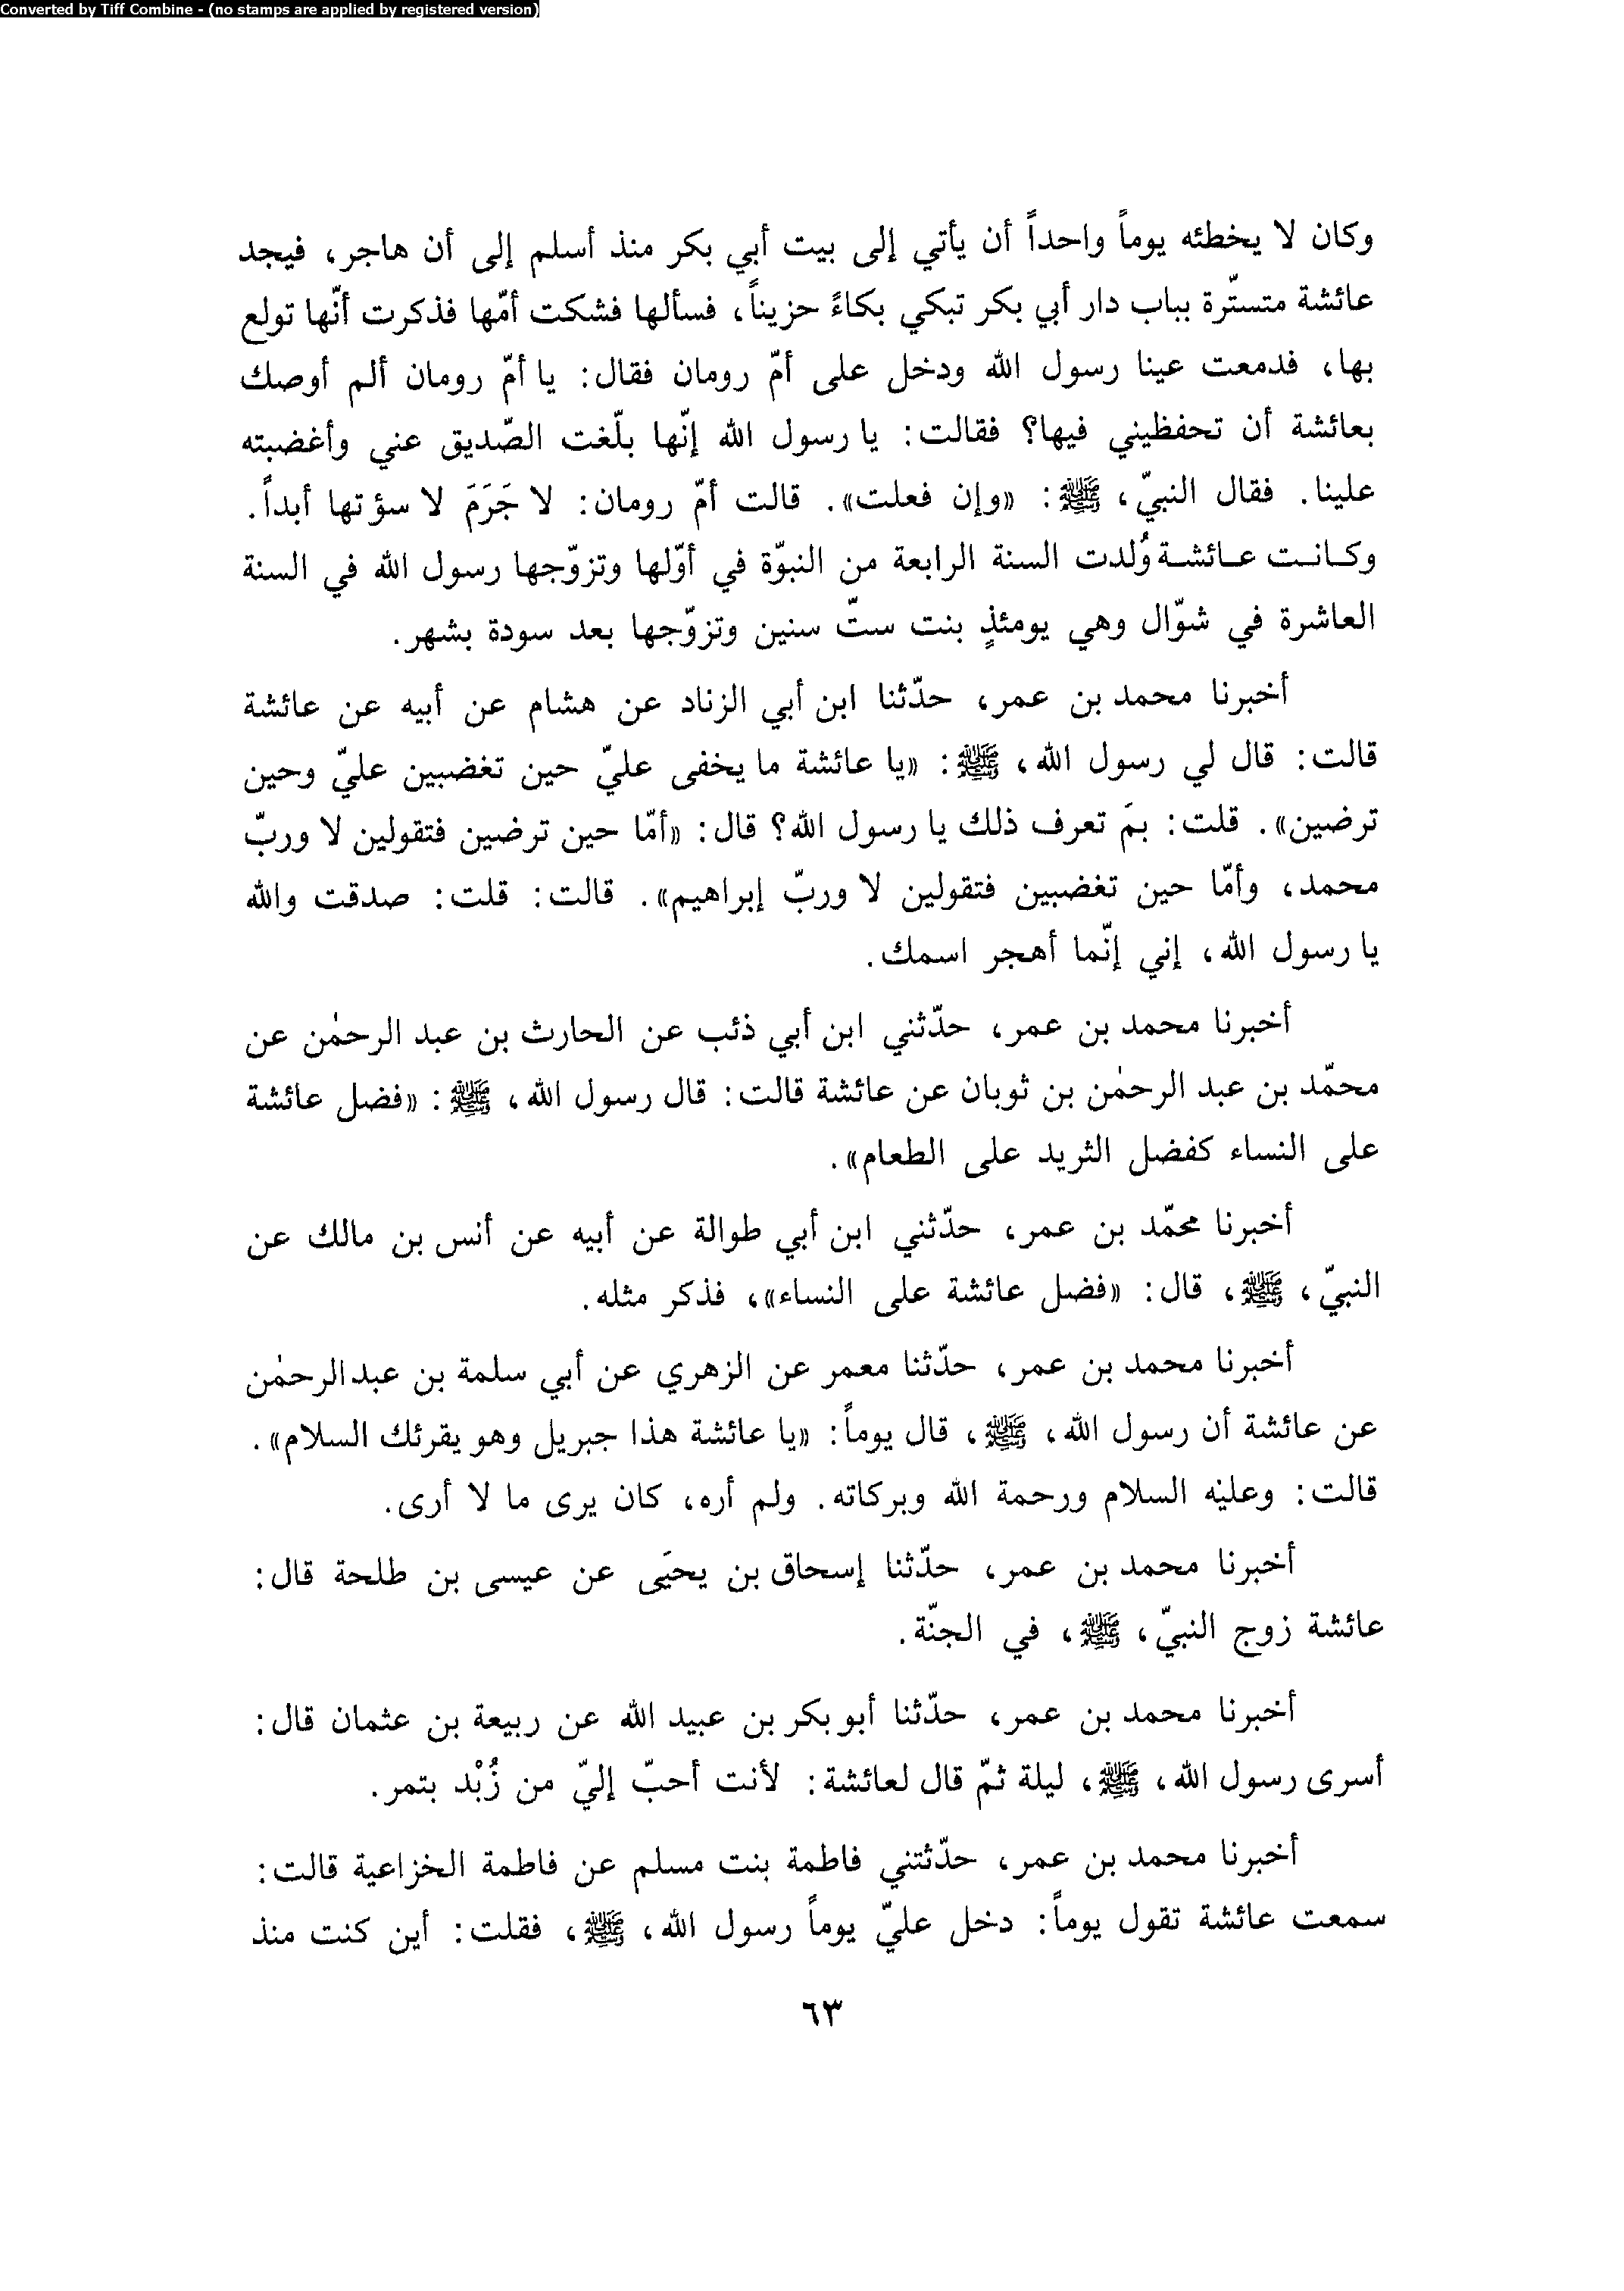 Converted by Tiff Combine - (no stamps are applied by registered version)
وكان لا يخطئه يوماً واحداً أن يأتي إلى بيت أبي بكر منذ أسلم إلى أن هاجر، فيجد
عائشة متستّرة بباب دار أبي بكر تبكي بكاءً حزيناً، فسألها فشكت أمّها فذكرت أنّها تولع
بها، فدمعت عينا رسول الله ودخل على أمّ رومان فقال: يا أمّ رومان ألم أوصك
بعائشة أن تحفظيني فيها؟ فقالت: يا رسول الله إنّها بلّغت الصّديق عني وأغضبته
علينا. فقال النبيّ، ﷺ: «وإن فعلت». قالت أمّ رومان: لا جَرَمَ لا سؤتها أبداً.
وكانت عائشة وُلدت السنة الرابعة من النبوّة في أوّلها وتزوّجها رسول الله في السنة
العاشرة في شوّال وهي يومئذٍ بنت ستّ سنين وتزوّجها بعد سودة بشهر.
أخبرنا محمد بن عمر، حدّثنا ابن أبي الزناد عن هشام عن أبيه عن عائشة
قالت: قال لي رسول الله، ﷺ: «يا عائشة ما يخفى عليّ حين تغضبين عليّ وحين
ترضين». قلت: بمَ تعرف ذلك يا رسول الله؟ قال: «أمّا حين ترضين فتقولين لا وربّ
محمد، وأمّا حين تغضبين فتقولين لا وربّ إبراهيم». قالت: قلت: صدقت والله
يا رسول الله، إني إنّما أهجر اسمك.
أخبرنا محمد بن عمر، حدّثني ابن أبي ذئب عن الحارث بن عبد الرحمٰن عن
محمّد بن عبد الرحمٰن بن ثوبان عن عائشة قالت: قال رسول الله، ﷺ: «فضل عائشة
على النساء كفضل الثريد على الطعام».
أخبرنا محمّد بن عمر، حدّثني ابن أبي طوالة عن أبيه عن أنس بن مالك عن
النبيّ، ﷺ، قال: «فضل عائشة على النساء»، فذكر مثله.
أخبرنا محمد بن عمر، حدّثنا معمر عن الزهري عن أبي سلمة بن عبد الرحمٰن
عن عائشة أن رسول الله، ﷺ، قال يوماً: «يا عائشة هذا جبريل وهو يقرئك السلام».
قالت: وعليْه السلام ورحمة الله وبركاته. ولم أره، كان يرى ما لا أرى.
أخبرنا محمد بن عمر، حدّثنا إسحاق بن يحيَى عن عيسى بن طلحة قال:
عائشة زوج النبيّ، ﷺ، في الجنّة.
أخبرنا محمد بن عمر، حدّثنا أبو بكر بن عبيد الله عن ربيعة بن عثمان قال:
أسرى رسول الله، ﷺ، ليلة ثمّ قال لعائشة: لأنت أحبّ إليّ من زُبْد بتمر.
أخبرنا محمد بن عمر، حدّثتني فاطمة بنت مسلم عن فاطمة الخزاعية قالت:
سمعت عائشة تقول يوماً: دخل عليّ يوماً رسول الله، ﷺ، فقلت: أين كنت منذ
٦٣